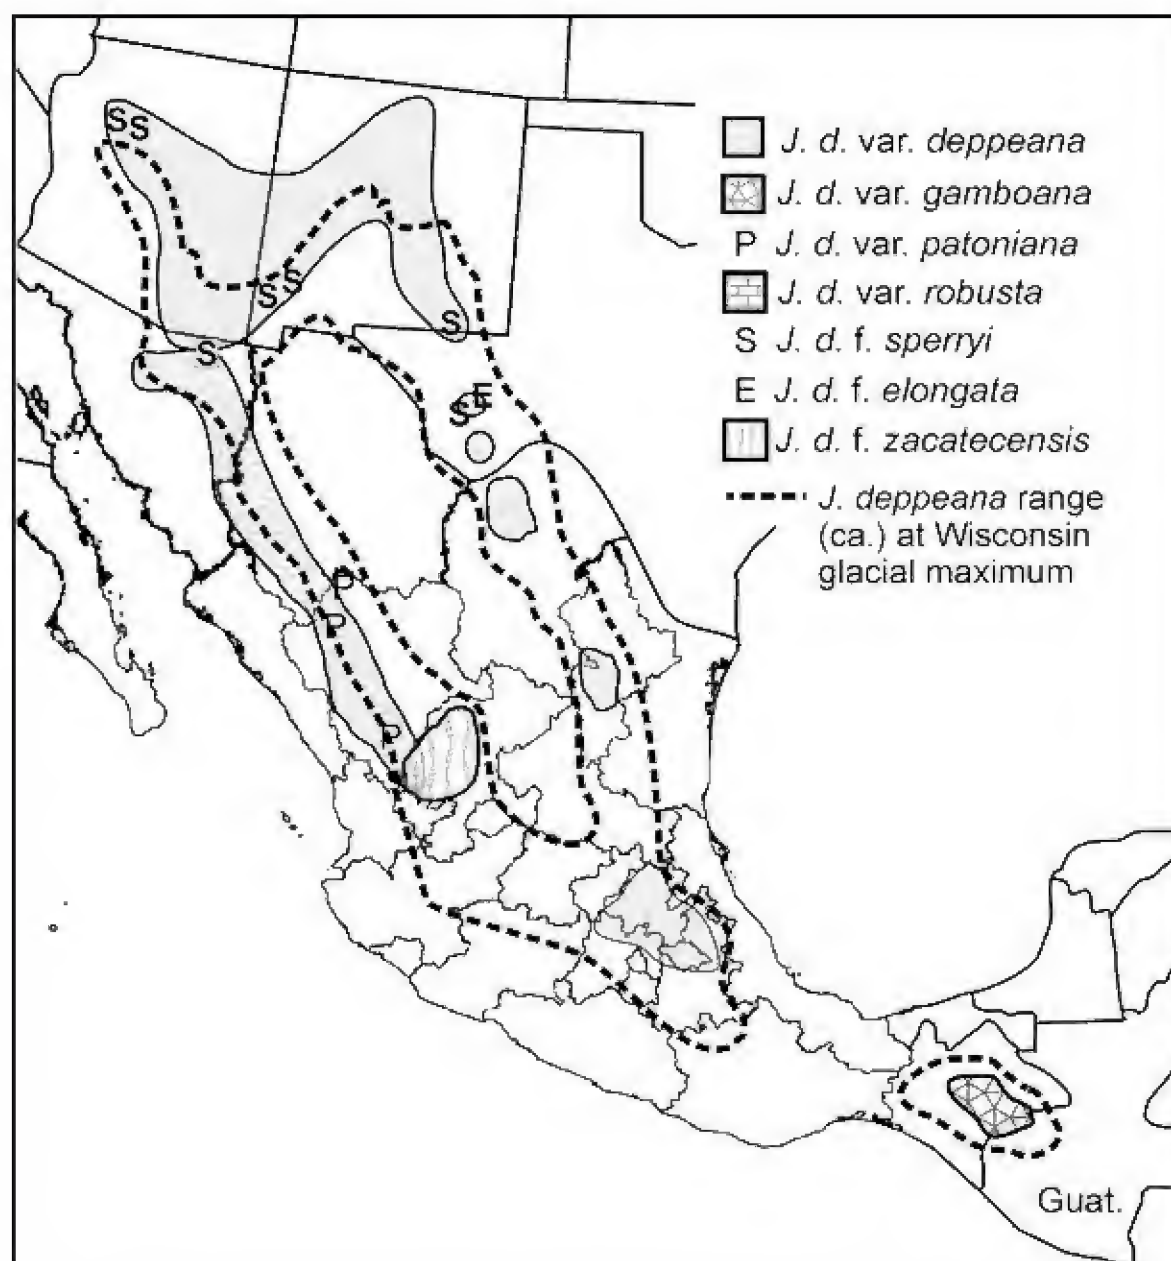 SS
J. d. var. deppeana
J. d. var. gamboana
P J. d. var. patoniana
SS
J. d. var. robusta
S
S J. d. f. sperryi
S
E J. d. f. elongata
E
S
J. d. f. zacatecensis
J. deppeana range
(ca.) at Wisconsin
glacial maximum
P
P
P
Guat.